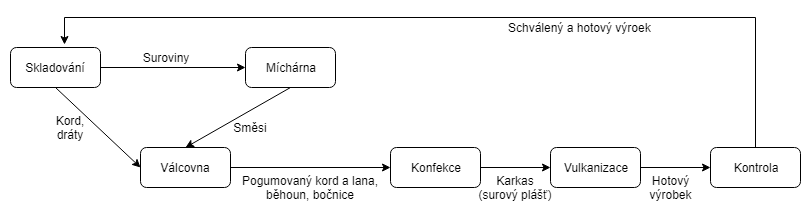 Schválený a hotový výroek
Skladování
Suroviny
Míchárna
Kord,
dráty
Směsi
Válcovna
Pogumovaný kord a lana,
běhoun, bočnice
Konfekce
Karkas
(surový plášť)
Vulkanizace
Hotový
výrobek
Kontrola